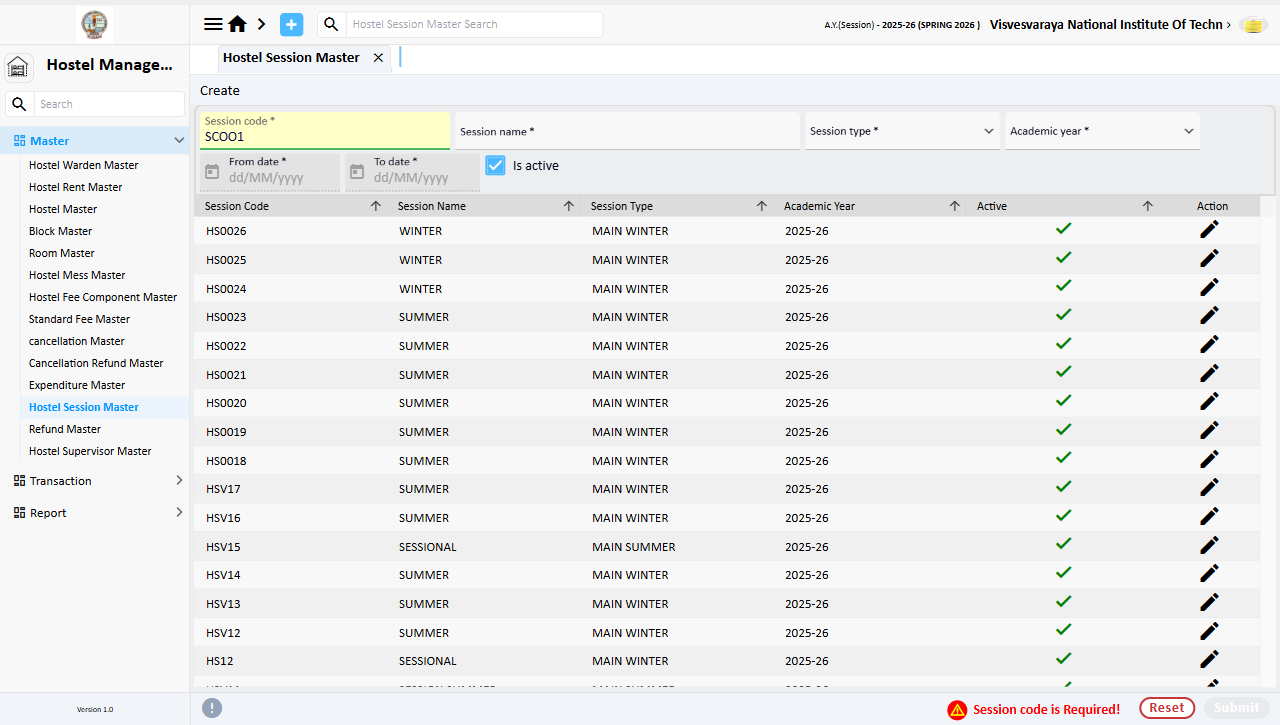 Hostel Session Master Search
A.Y.(Session) - 2025-26 (SPRING 2026 )
Visvesvaraya National Institute Of Techn
Hostel Manage...
Search
Master
Hostel Warden Master
Hostel Rent Master
Hostel Master
Block Master
Room Master
Hostel Mess Master
Hostel Fee Component Master
Standard Fee Master
cancellation Master
Cancellation Refund Master
Expenditure Master
Hostel Session Master
Refund Master
Hostel Supervisor Master
Transaction
Report
Version 1.0
Hostel Session Master
Create
Session code *
SCOO1
Session name *
Session type *
Academic year *
From date *
dd/MM/yyyy
To date *
dd/MM/yyyy
Is active
Session Code Session Name Session Type Academic Year Active Action
HS0026 WINTER MAIN WINTER 2025-26
HS0025 WINTER MAIN WINTER 2025-26
HS0024 WINTER MAIN WINTER 2025-26
HS0023 SUMMER MAIN WINTER 2025-26
HS0022 SUMMER MAIN WINTER 2025-26
HS0021 SUMMER MAIN WINTER 2025-26
HS0020 SUMMER MAIN WINTER 2025-26
HS0019 SUMMER MAIN WINTER 2025-26
HS0018 SUMMER MAIN WINTER 2025-26
HSV17 SUMMER MAIN WINTER 2025-26
HSV16 SUMMER MAIN WINTER 2025-26
HSV15 SESSIONAL MAIN SUMMER 2025-26
HSV14 SUMMER MAIN WINTER 2025-26
HSV13 SUMMER MAIN WINTER 2025-26
HSV12 SUMMER MAIN WINTER 2025-26
HS12 SESSIONAL MAIN WINTER 2025-26
Session code is Required!
Reset
Submit